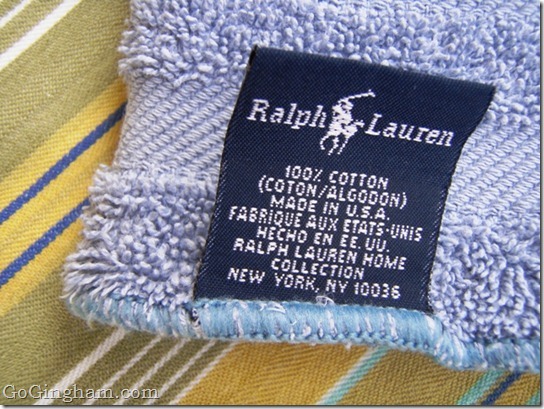 Ralph Lauren
100% COTTON
(COTON/ALGODON)
MADE IN U.S.A.
FABRIQUE AUX ETATS-UNIS
HECHO EN EE. UU.
RALPH LAUREN HOME
COLLECTION
NEW YORK, NY 10036
GoGingham.com